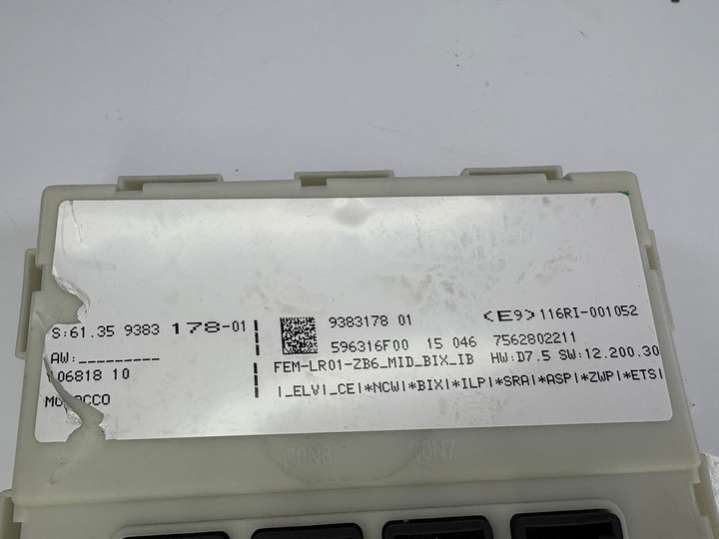 S:61.35 9383 178-01
AW:_________
106818 10
MOROCCO
9383178 01
<E9>116RI-001052
596316F00 15 046 7562802211
FEM-LR01-ZB6_MID_BIX_IB HW:D7.5 SW:12.200.30
|_ELV|_CE|*NCW|*BIX|*ILP|*SRA|*ASP|*ZWP|*ETS|
CON8
CON7